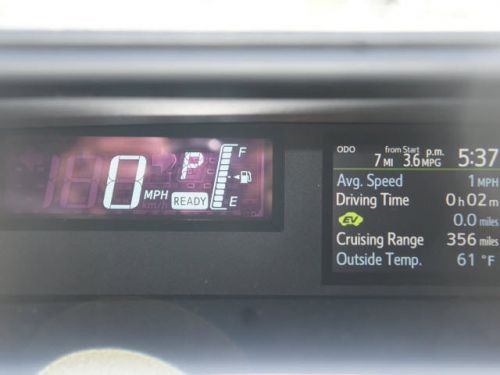 0 MPH
km/h
P
READY
F
E
ODO from Start p.m. 5:37
7 MI 3.6 MPG
Avg. Speed 1 MPH
Driving Time 0 h 02 m
EV 0.0 miles
Cruising Range 356 miles
Outside Temp. 61 °F